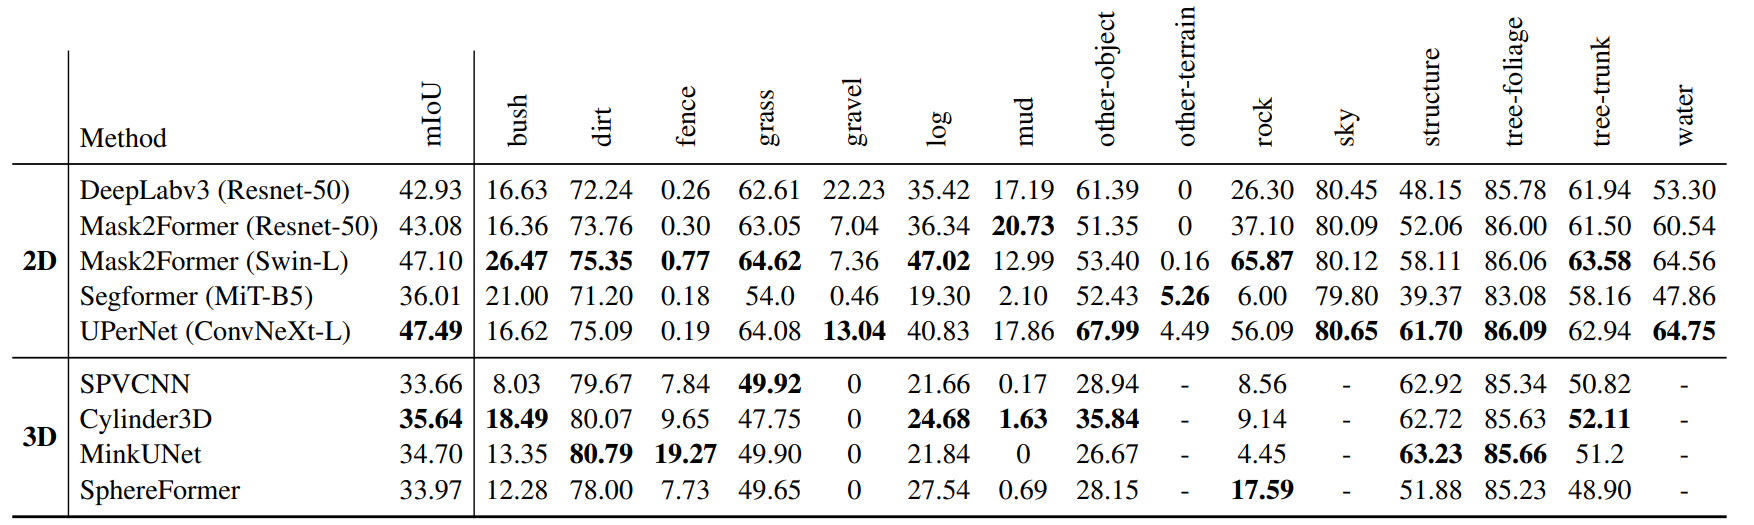 Method mIoU bush dirt fence grass gravel log mud other-object other-terrain rock sky structure tree-foliage tree-trunk water
2D
DeepLabv3 (Resnet-50) 42.93 16.63 72.24 0.26 62.61 22.23 35.42 17.19 61.39 0 26.30 80.45 48.15 85.78 61.94 53.30
Mask2Former (Resnet-50) 43.08 16.36 73.76 0.30 63.05 7.04 36.34 20.73 51.35 0 37.10 80.09 52.06 86.00 61.50 60.54
Mask2Former (Swin-L) 47.10 26.47 75.35 0.77 64.62 7.36 47.02 12.99 53.40 0.16 65.87 80.12 58.11 86.06 63.58 64.56
Segformer (MiT-B5) 36.01 21.00 71.20 0.18 54.0 0.46 19.30 2.10 52.43 5.26 6.00 79.80 39.37 83.08 58.16 47.86
UPerNet (ConvNeXt-L) 47.49 16.62 75.09 0.19 64.08 13.04 40.83 17.86 67.99 4.49 56.09 80.65 61.70 86.09 62.94 64.75
3D
SPVCNN 33.66 8.03 79.67 7.84 49.92 0 21.66 0.17 28.94 - 8.56 - 62.92 85.34 50.82 -
Cylinder3D 35.64 18.49 80.07 9.65 47.75 0 24.68 1.63 35.84 - 9.14 - 62.72 85.63 52.11 -
MinkUNet 34.70 13.35 80.79 19.27 49.90 0 21.84 0 26.67 - 4.45 - 63.23 85.66 51.2 -
SphereFormer 33.97 12.28 78.00 7.73 49.65 0 27.54 0.69 28.15 - 17.59 - 51.88 85.23 48.90 -